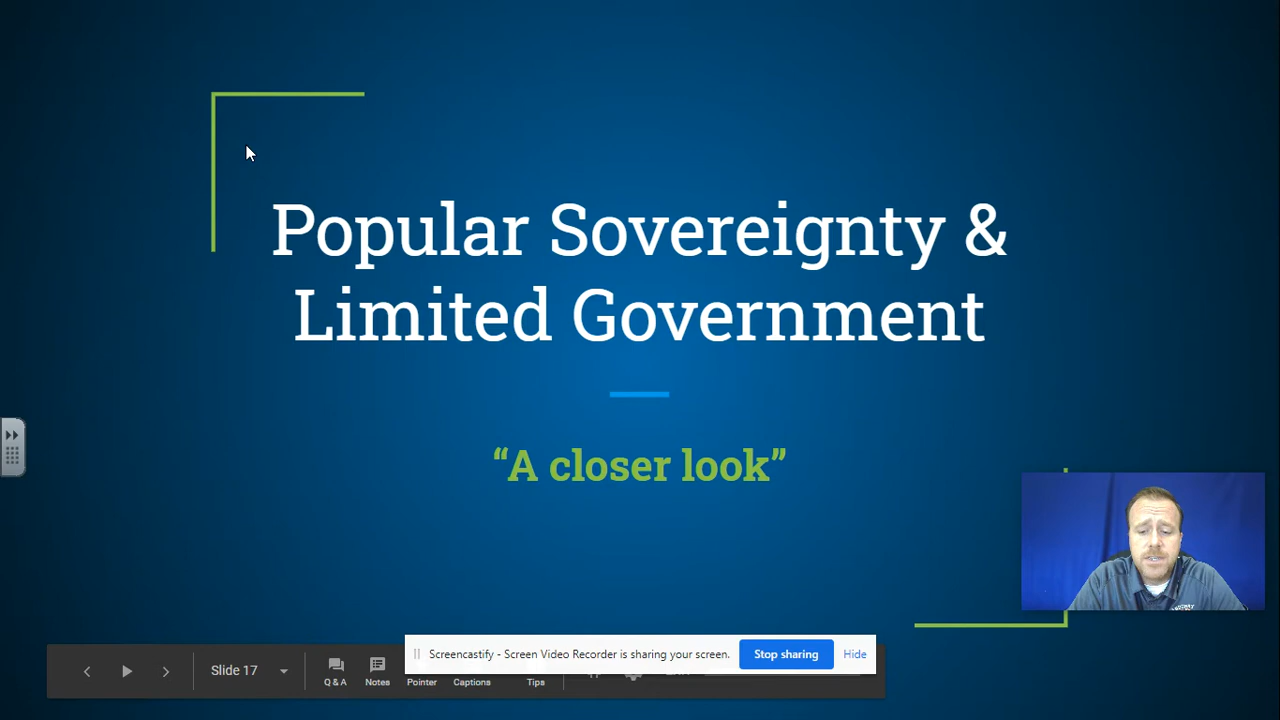 Popular Sovereignty &
Limited Government
“A closer look”
Screencastify - Screen Video Recorder is sharing your screen.
Stop sharing
Hide
Slide 17
Q & A
Notes
Pointer
Captions
Tips